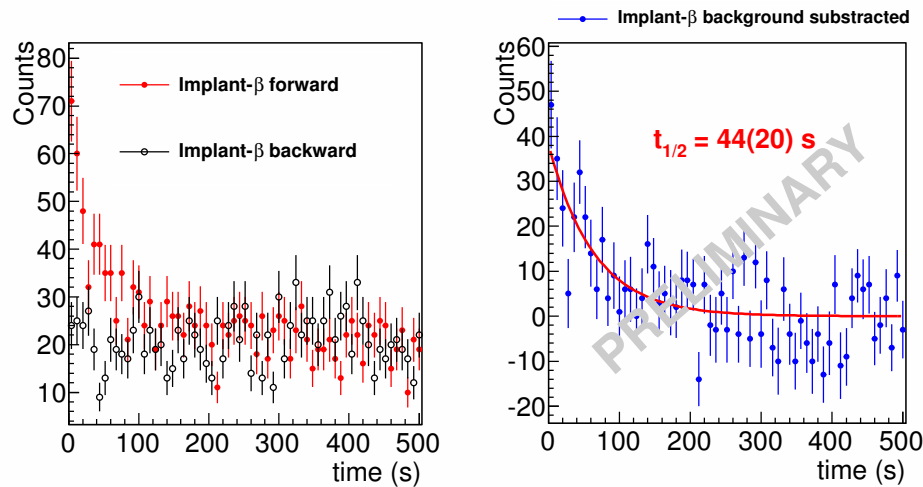 Implant-β background substracted
Counts
80
70
60
50
40
30
20
10
Implant-β forward
Implant-β backward
0 100 200 300 400 500
time (s)
Counts
60
50
40
30
20
10
0
-10
-20
t1/2 = 44(20) s
PRELIMINARY
0 100 200 300 400 500
time (s)